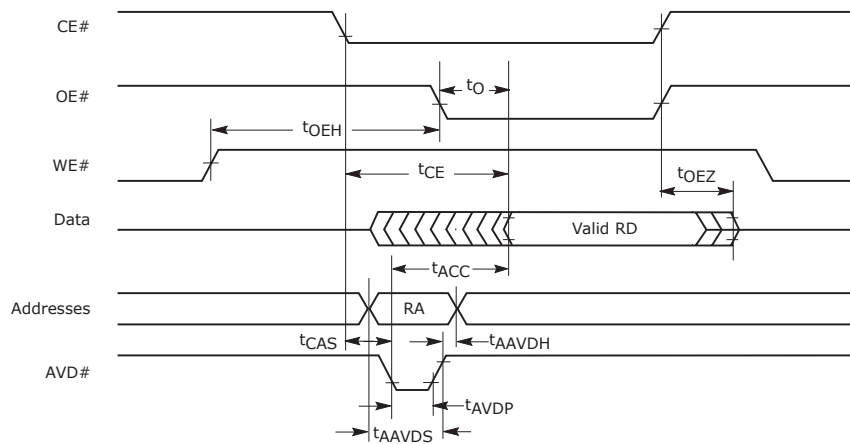 CE#
tO
OE#
tOEH
WE#
tCE
tOEZ
Data
Valid RD
tACC
Addresses
RA
tCAS
tAAVDH
AVD#
tAVDP
tAAVDS